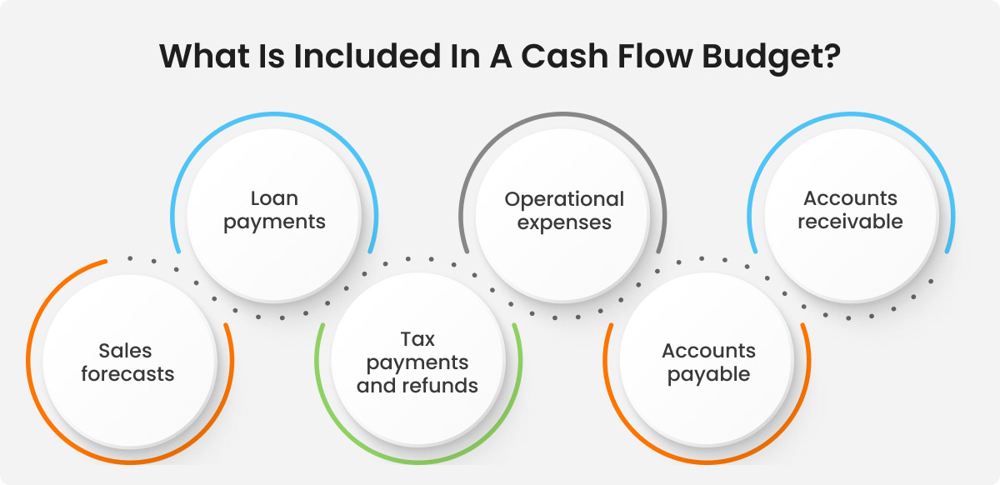 What Is Included In A Cash Flow Budget?
Sales
forecasts
Loan
payments
Tax
payments
and refunds
Operational
expenses
Accounts
payable
Accounts
receivable